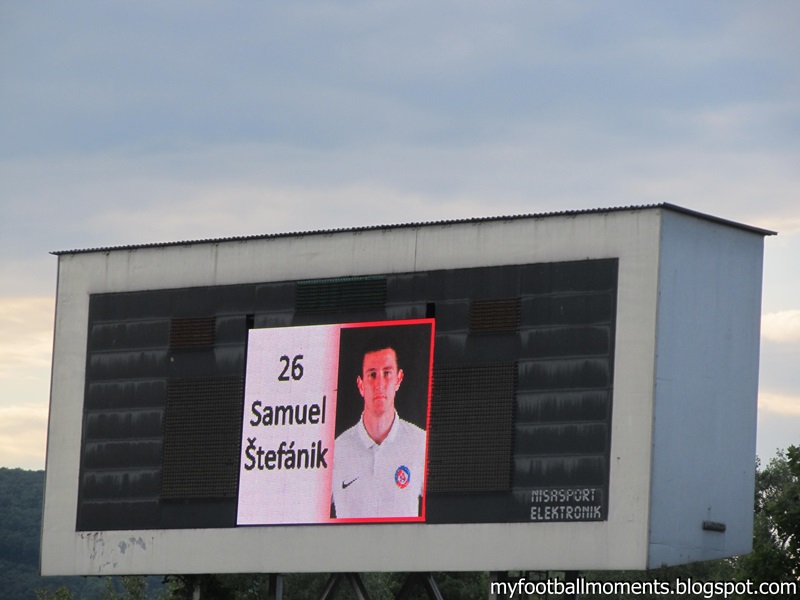 26
Samuel
Štefánik
NISASPORT
ELEKTRONIK
myfootballmoments.blogspot.com